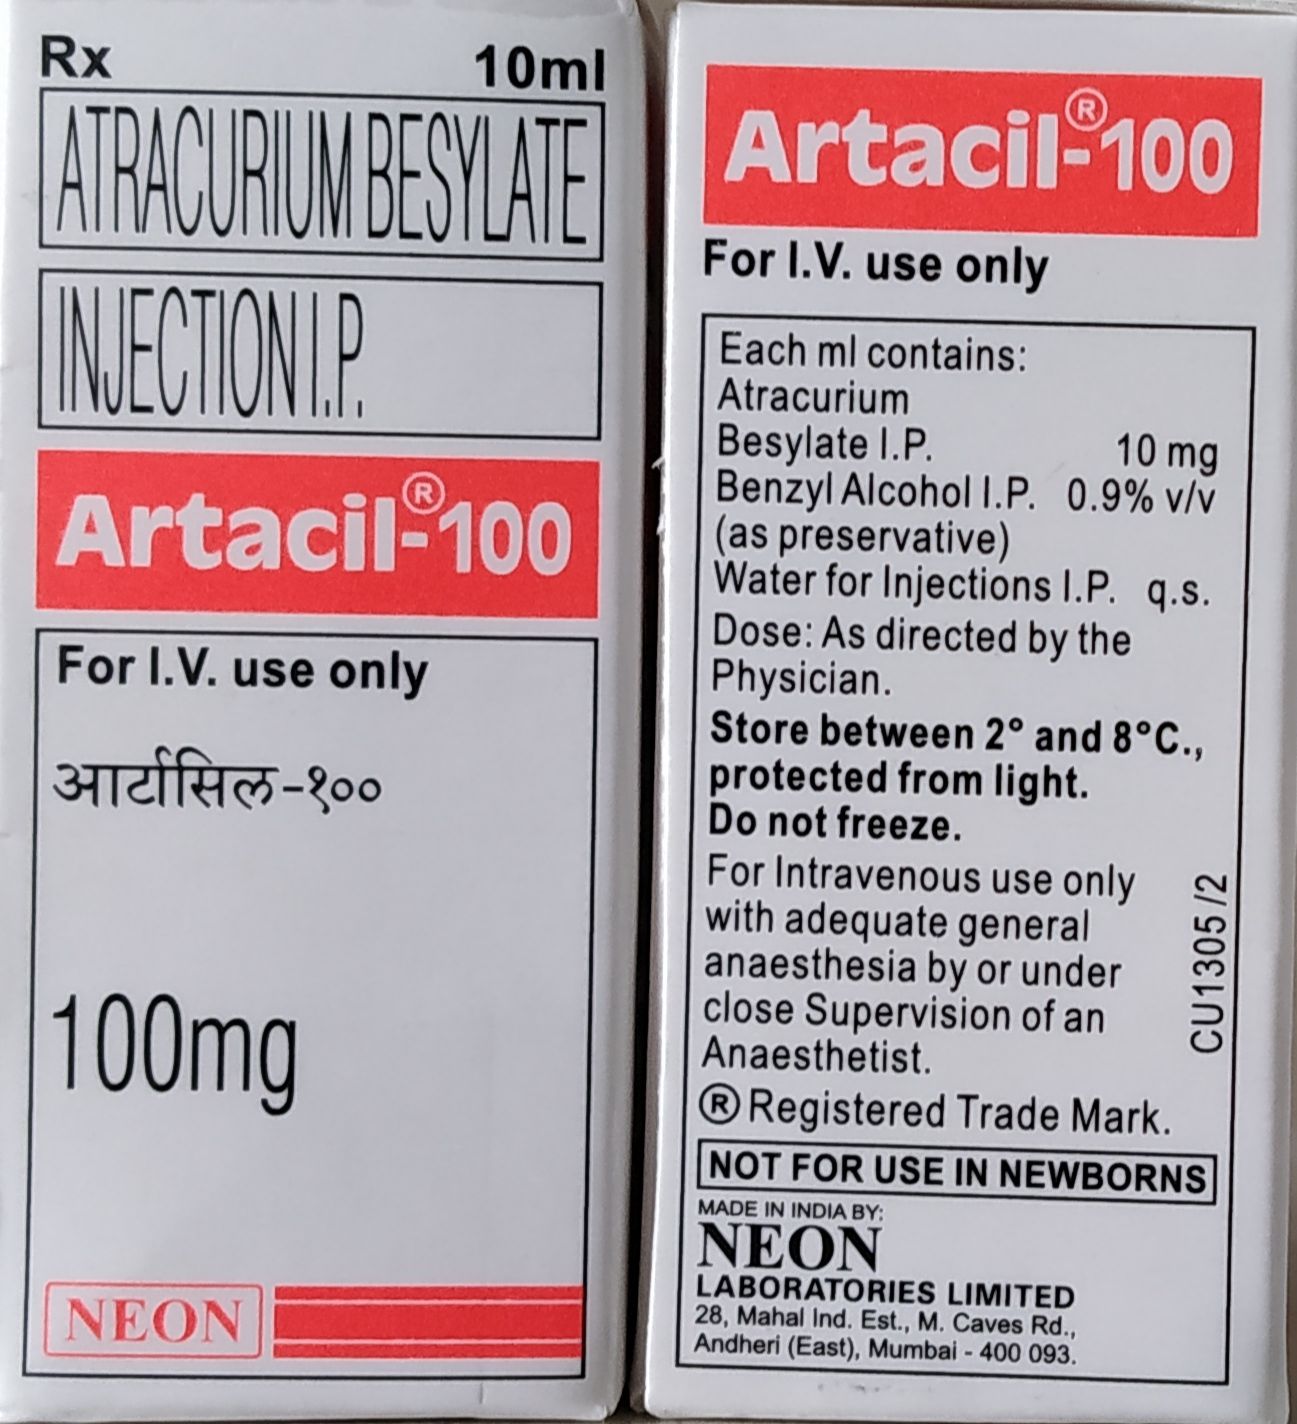 Rx 10ml
ATRACURIUM BESYLATE
INJECTION I.P.
Artacil®-100
For I.V. use only
आर्टासिल-१००
100mg
NEON
Artacil®-100
For I.V. use only
Each ml contains:
Atracurium
Besylate I.P. 10 mg
Benzyl Alcohol I.P. 0.9% v/v
(as preservative)
Water for Injections I.P. q.s.
Dose: As directed by the
Physician.
Store between 2° and 8°C.,
protected from light.
Do not freeze.
For Intravenous use only
with adequate general
anaesthesia by or under
close Supervision of an
Anaesthetist.
® Registered Trade Mark.
CU1305/2
NOT FOR USE IN NEWBORNS
MADE IN INDIA BY:
NEON
LABORATORIES LIMITED
28, Mahal Ind. Est., M. Caves Rd.,
Andheri (East), Mumbai - 400 093.